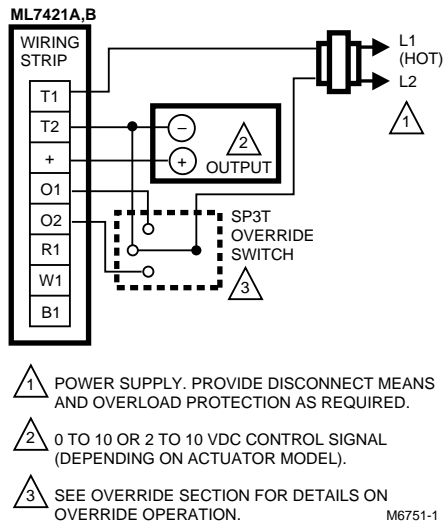 ML7421A,B
WIRING
STRIP
T1
T2
+
O1
O2
R1
W1
B1
−
+
2
OUTPUT
L1
(HOT)
L2
1
SP3T
OVERRIDE
SWITCH
3
1 POWER SUPPLY. PROVIDE DISCONNECT MEANS
AND OVERLOAD PROTECTION AS REQUIRED.
2 0 TO 10 OR 2 TO 10 VDC CONTROL SIGNAL
(DEPENDING ON ACTUATOR MODEL).
3 SEE OVERRIDE SECTION FOR DETAILS ON
OVERRIDE OPERATION.
M6751-1